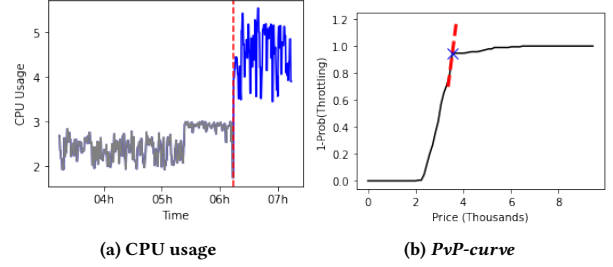 CPU Usage
5
4
3
2
04h
05h
06h
07h
Time
(a) CPU usage
1-Prob(Throttling)
1.2
1.0
0.8
0.6
0.4
0.2
0.0
0
2
4
6
8
Price (Thousands)
(b) PvP-curve